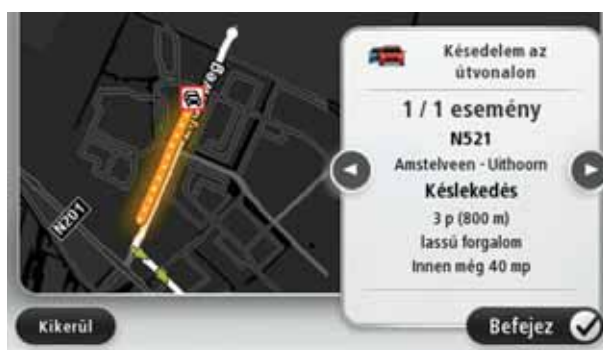 Késedelem az
útvonalon
1 / 1 esemény
N521
Amstelveen - Uithoorn
Késlekedés
3 p (800 m)
lassú forgalom
Innen még 40 mp
N201
Kikerül
Befejez